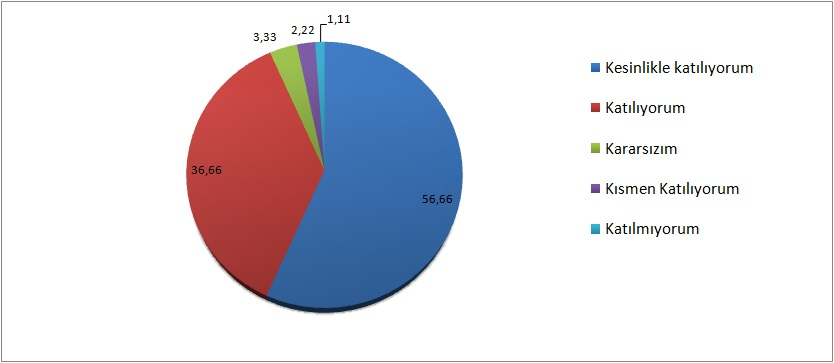 1,11
2,22
3,33
36,66
56,66
Kesinlikle katılıyorum
Katılıyorum
Kararsızım
Kısmen Katılıyorum
Katılmıyorum